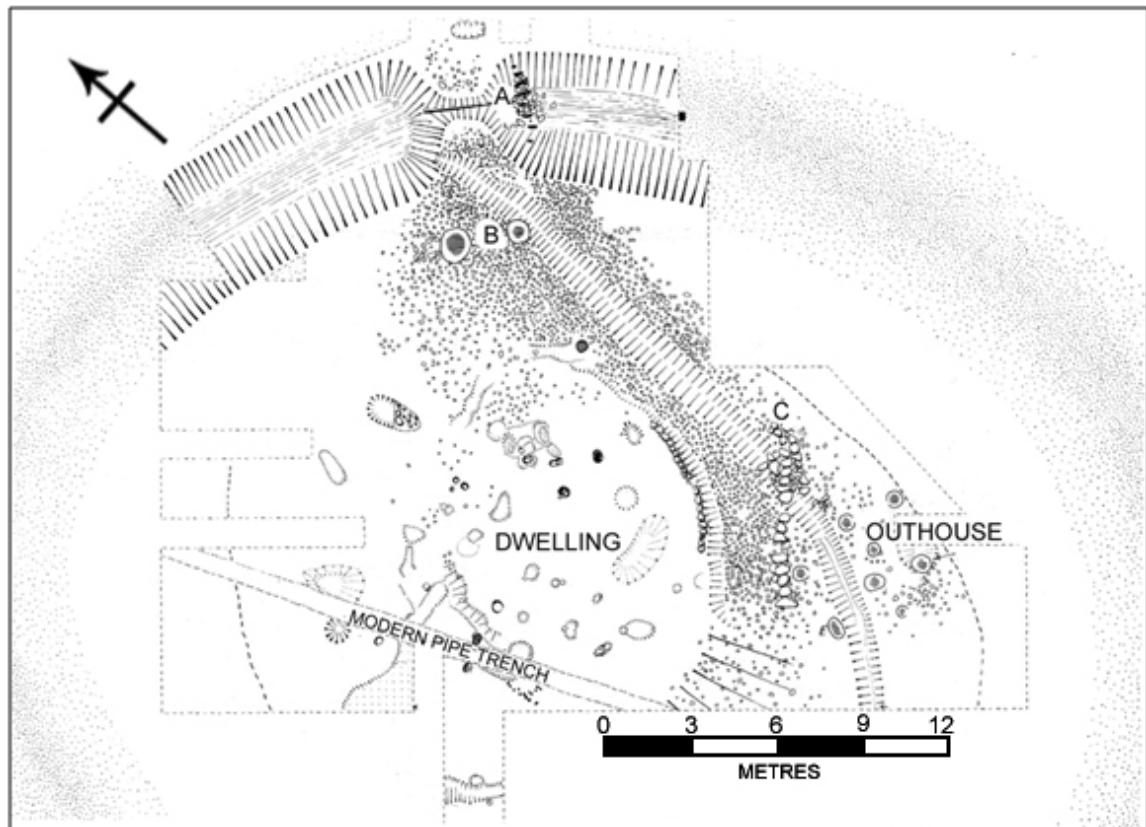 A
B
C
OUTHOUSE
DWELLING
MODERN PIPE TRENCH
0 3 6 9 12
METRES